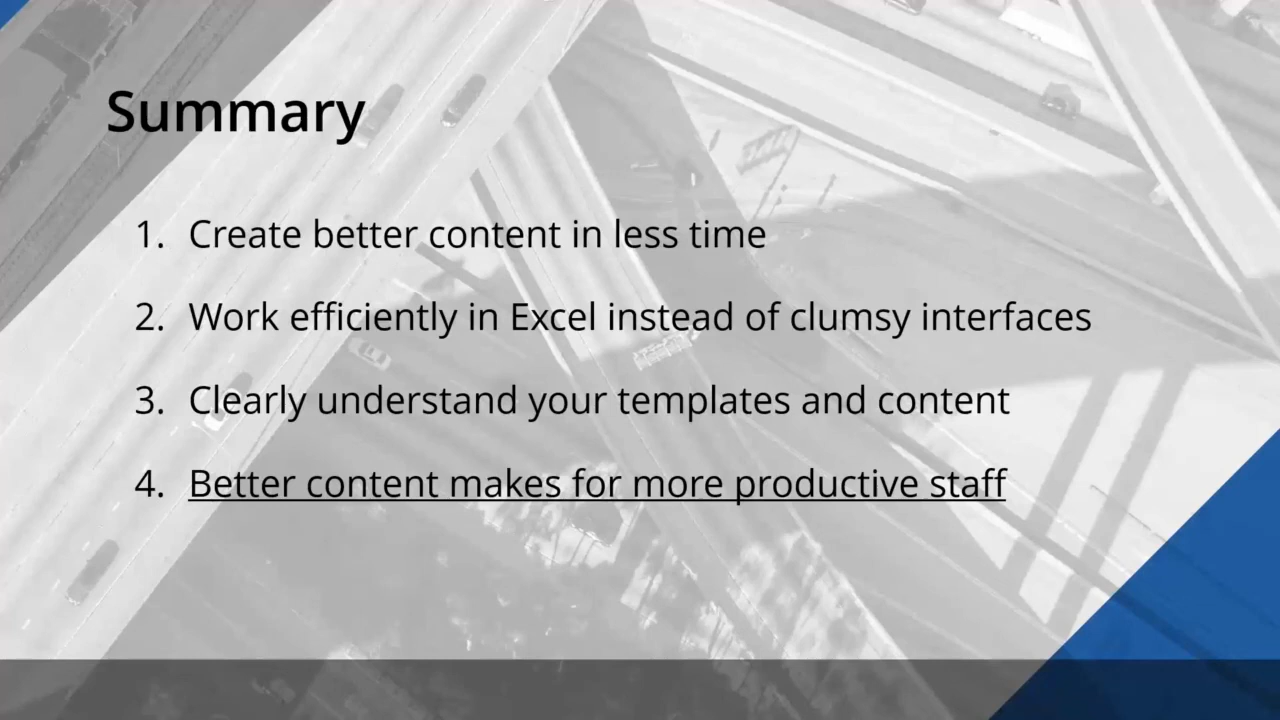 Summary
1. Create better content in less time
2. Work efficiently in Excel instead of clumsy interfaces
3. Clearly understand your templates and content
4. Better content makes for more productive staff